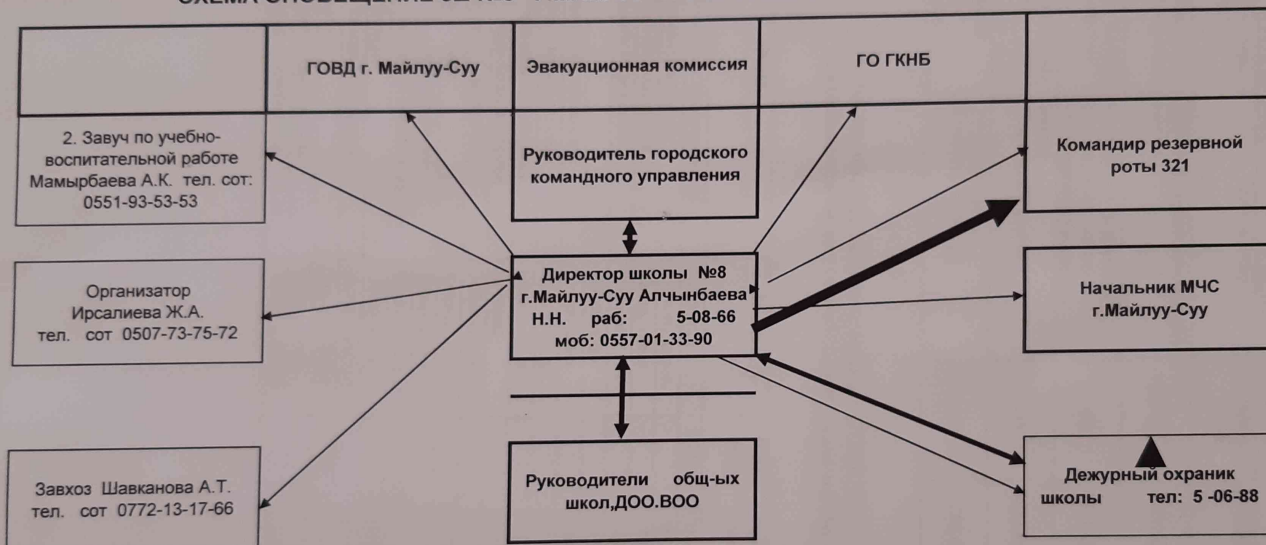 ГОВД г. Майлуу-Суу
Эвакуационная комиссия
ГО ГКНБ
2. Завуч по учебно-
воспитательной работе
Мамырбаева А.К. тел. сот:
0551-93-53-53
Руководитель городского
командного управления
Командир резервной
роты 321
Организатор
Ирсалиева Ж.А.
тел. сот 0507-73-75-72
Директор школы №8
г.Майлуу-Суу Алчынбаева
Н.Н. раб: 5-08-66
моб: 0557-01-33-90
Начальник МЧС
г.Майлуу-Суу
Завхоз Шавканова А.Т.
тел. сот 0772-13-17-66
Руководители общ-ых
школ,ДОО.ВОО
Дежурный охраник
школы тел: 5 -06-88